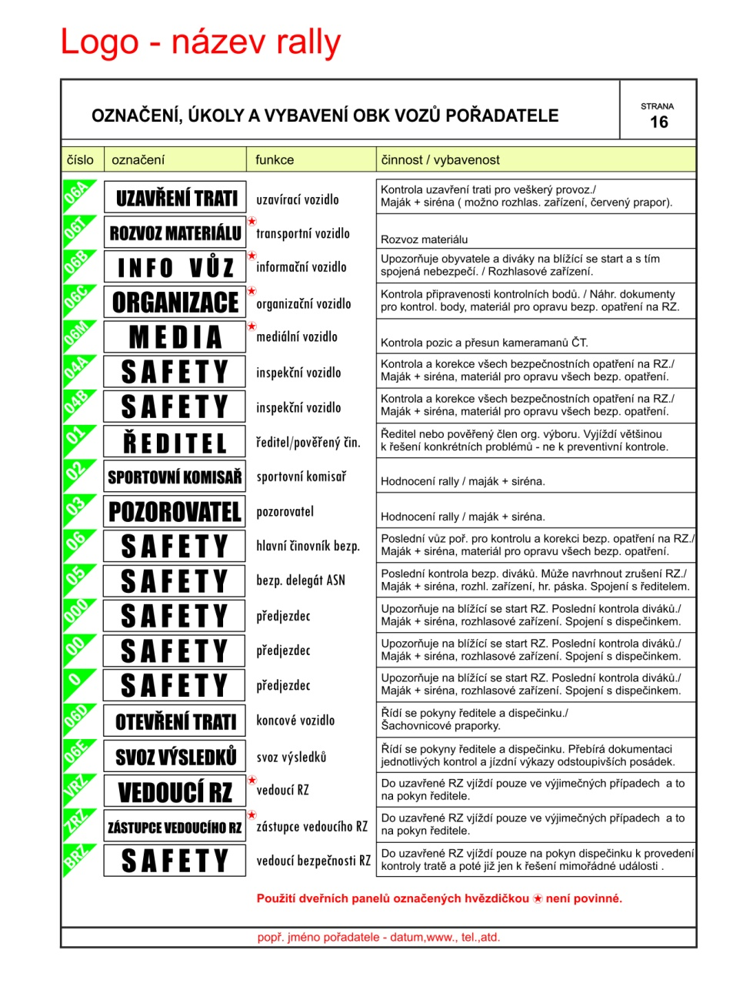 Logo - název rally
OZNAČENÍ, ÚKOLY A VYBAVENÍ OBK VOZŮ POŘADATELE
STRANA
16
číslo označení funkce činnost / vybavenost
06A UZAVŘENÍ TRATI uzavírací vozidlo Kontrola uzavření trati pro veškerý provoz./
Maják + siréna ( možno rozhlas. zařízení, červený prapor).
06T ROZVOZ MATERIÁLU transportní vozidlo Rozvoz materiálu
06B INFO VŮZ informační vozidlo Upozorňuje obyvatele a diváky na blížící se start a s tím
spojená nebezpečí. / Rozhlasové zařízení.
06C ORGANIZACE organizační vozidlo Kontrola připravenosti kontrolních bodů. / Náhr. dokumenty
pro kontrol. body, materiál pro opravu bezp. opatření na RZ.
06M MEDIA mediální vozidlo Kontrola pozic a přesun kameramanů ČT.
04A SAFETY inspekční vozidlo Kontrola a korekce všech bezpečnostních opatření na RZ./
Maják + siréna, materiál pro opravu všech bezp. opatření.
04B SAFETY inspekční vozidlo Kontrola a korekce všech bezpečnostních opatření na RZ./
Maják + siréna, materiál pro opravu všech bezp. opatření.
01 ŘEDITEL ředitel/pověřený čin. Ředitel nebo pověřený člen org. výboru. Vyjíždí většinou
k řešení konkrétních problémů - ne k preventivní kontrole.
02 SPORTOVNÍ KOMISAŘ sportovní komisař Hodnocení rally / maják + siréna.
03 POZOROVATEL pozorovatel Hodnocení rally / maják + siréna.
06 SAFETY hlavní činovník bezp. Poslední vůz poř. pro kontrolu a korekci bezp. opatření na RZ./
Maják + siréna, materiál pro opravu všech bezp. opatření.
05 SAFETY bezp. delegát ASN Poslední kontrola bezp. diváků. Může navrhnout zrušení RZ./
Maják + siréna, rozhl. zařízení, hr. páska. Spojení s ředitelem.
000 SAFETY předjezdec Upozorňuje na blížící se start RZ. Poslední kontrola diváků./
Maják + siréna, rozhlasové zařízení. Spojení s dispečinkem.
00 SAFETY předjezdec Upozorňuje na blížící se start RZ. Poslední kontrola diváků./
Maják + siréna, rozhlasové zařízení. Spojení s dispečinkem.
0 SAFETY předjezdec Upozorňuje na blížící se start RZ. Poslední kontrola diváků./
Maják + siréna, rozhlasové zařízení. Spojení s dispečinkem.
06D OTEVŘENÍ TRATI koncové vozidlo Řídí se pokyny ředitele a dispečinku./
Šachovnicové praporky.
06E SVOZ VÝSLEDKŮ svoz výsledků Řídí se pokyny ředitele a dispečinku. Přebírá dokumentaci
jednotlivých kontrol a jízdní výkazy odstoupivších posádek.
VRZ VEDOUCÍ RZ vedoucí RZ Do uzavřené RZ vjíždí pouze ve výjimečných případech a to
na pokyn ředitele.
ZRZ ZÁSTUPCE VEDOUCÍHO RZ zástupce vedoucího RZ Do uzavřené RZ vjíždí pouze ve výjimečných případech a to
na pokyn ředitele.
BRZ SAFETY vedoucí bezpečnosti RZ Do uzavřené RZ vjíždí pouze na pokyn dispečinku k provedení
kontroly tratě a poté již jen k řešení mimořádné události .
Použití dveřních panelů označených hvězdičkou není povinné.
popř. jméno pořadatele - datum,www., tel.,atd.